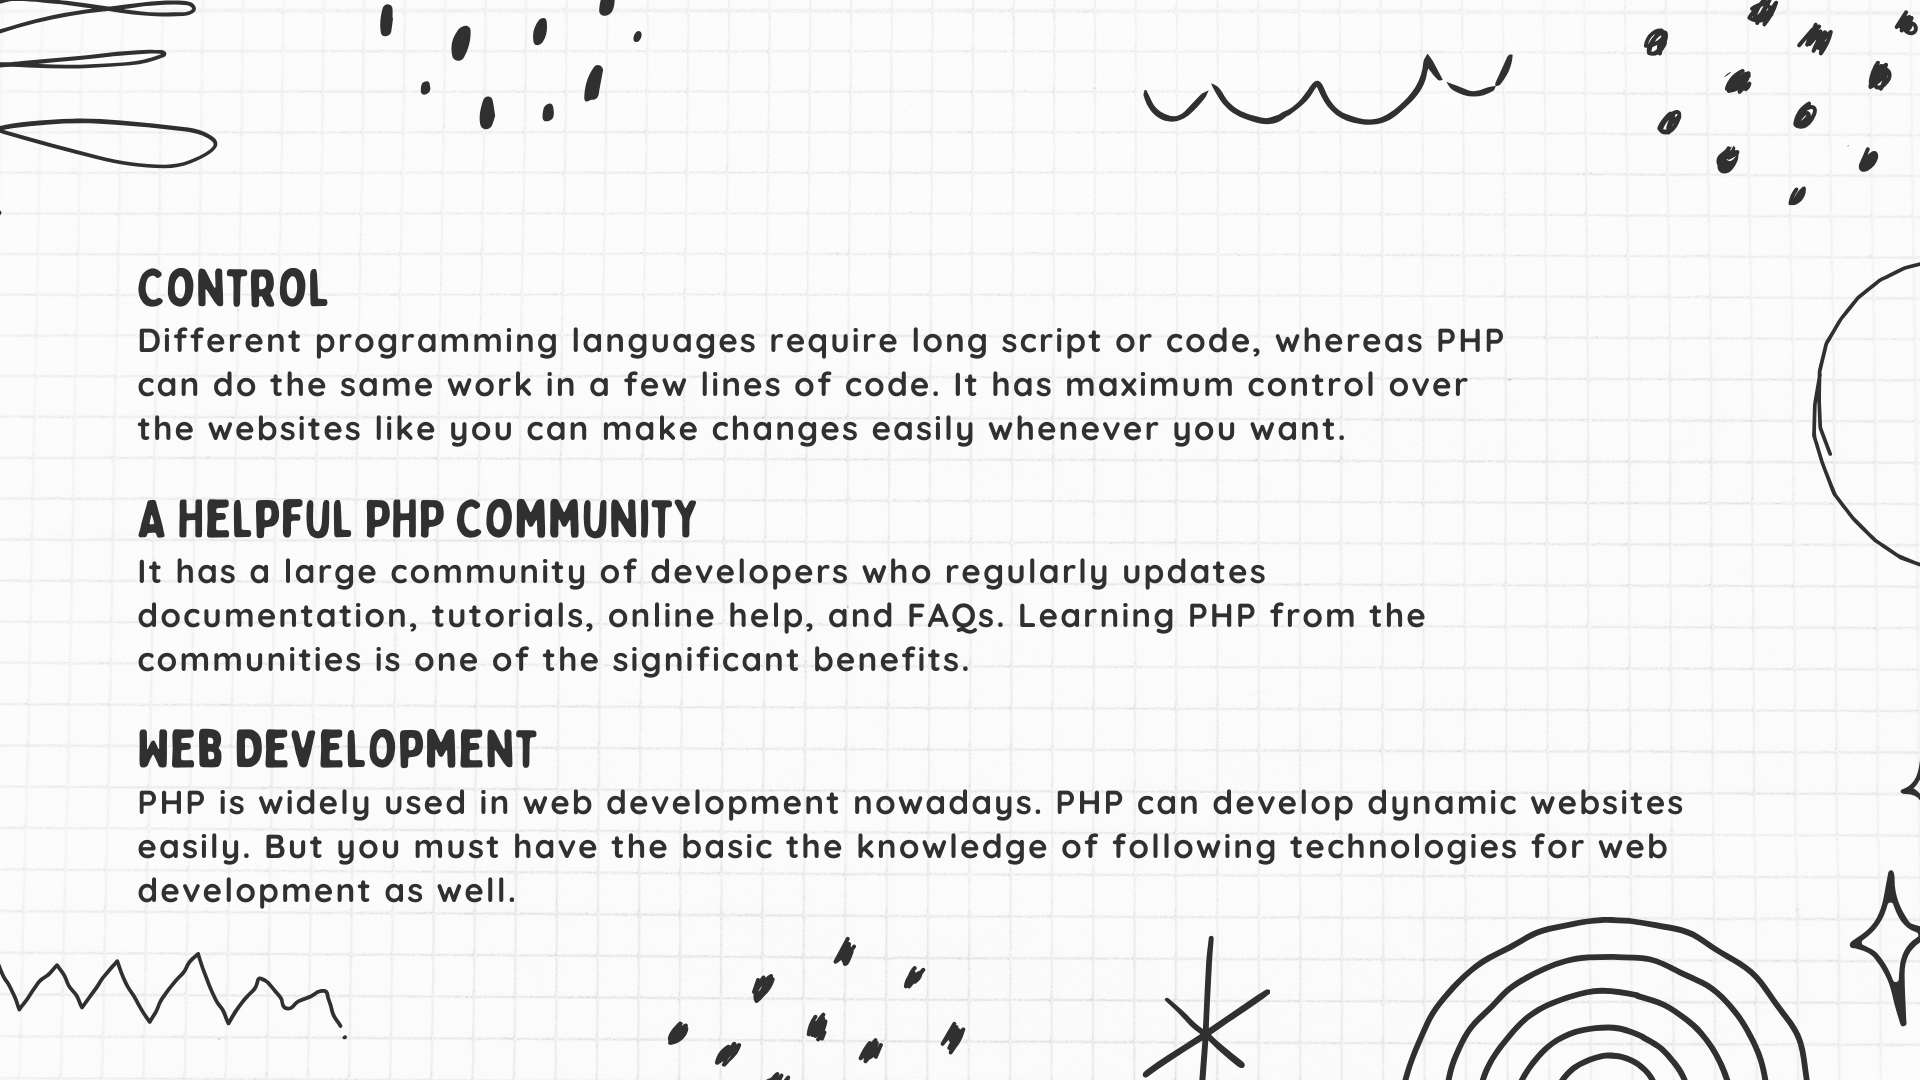 CONTROL
Different programming languages require long script or code, whereas PHP
can do the same work in a few lines of code. It has maximum control over
the websites like you can make changes easily whenever you want.
A HELPFUL PHP COMMUNITY
It has a large community of developers who regularly updates
documentation, tutorials, online help, and FAQs. Learning PHP from the
communities is one of the significant benefits.
WEB DEVELOPMENT
PHP is widely used in web development nowadays. PHP can develop dynamic websites
easily. But you must have the basic the knowledge of following technologies for web
development as well.